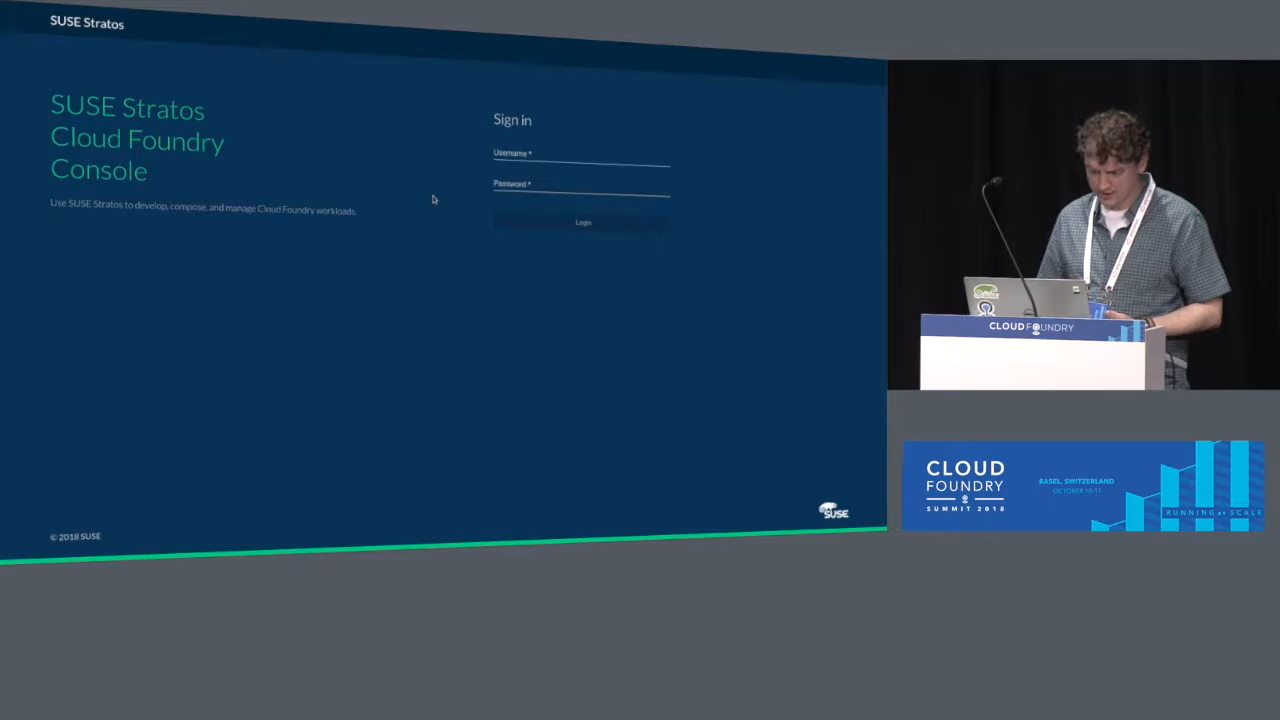 SUSE Stratos
SUSE Stratos
Cloud Foundry
Console
Use SUSE Stratos to develop, compose, and manage Cloud Foundry workloads.
Sign in
Username *
Password *
Login
© 2018 SUSE
SUSE
CLOUD FOUNDRY
CLOUD
FOUNDRY
SUMMIT 2018
BASEL, SWITZERLAND
OCTOBER 10-11
RUNNING AT SCALE